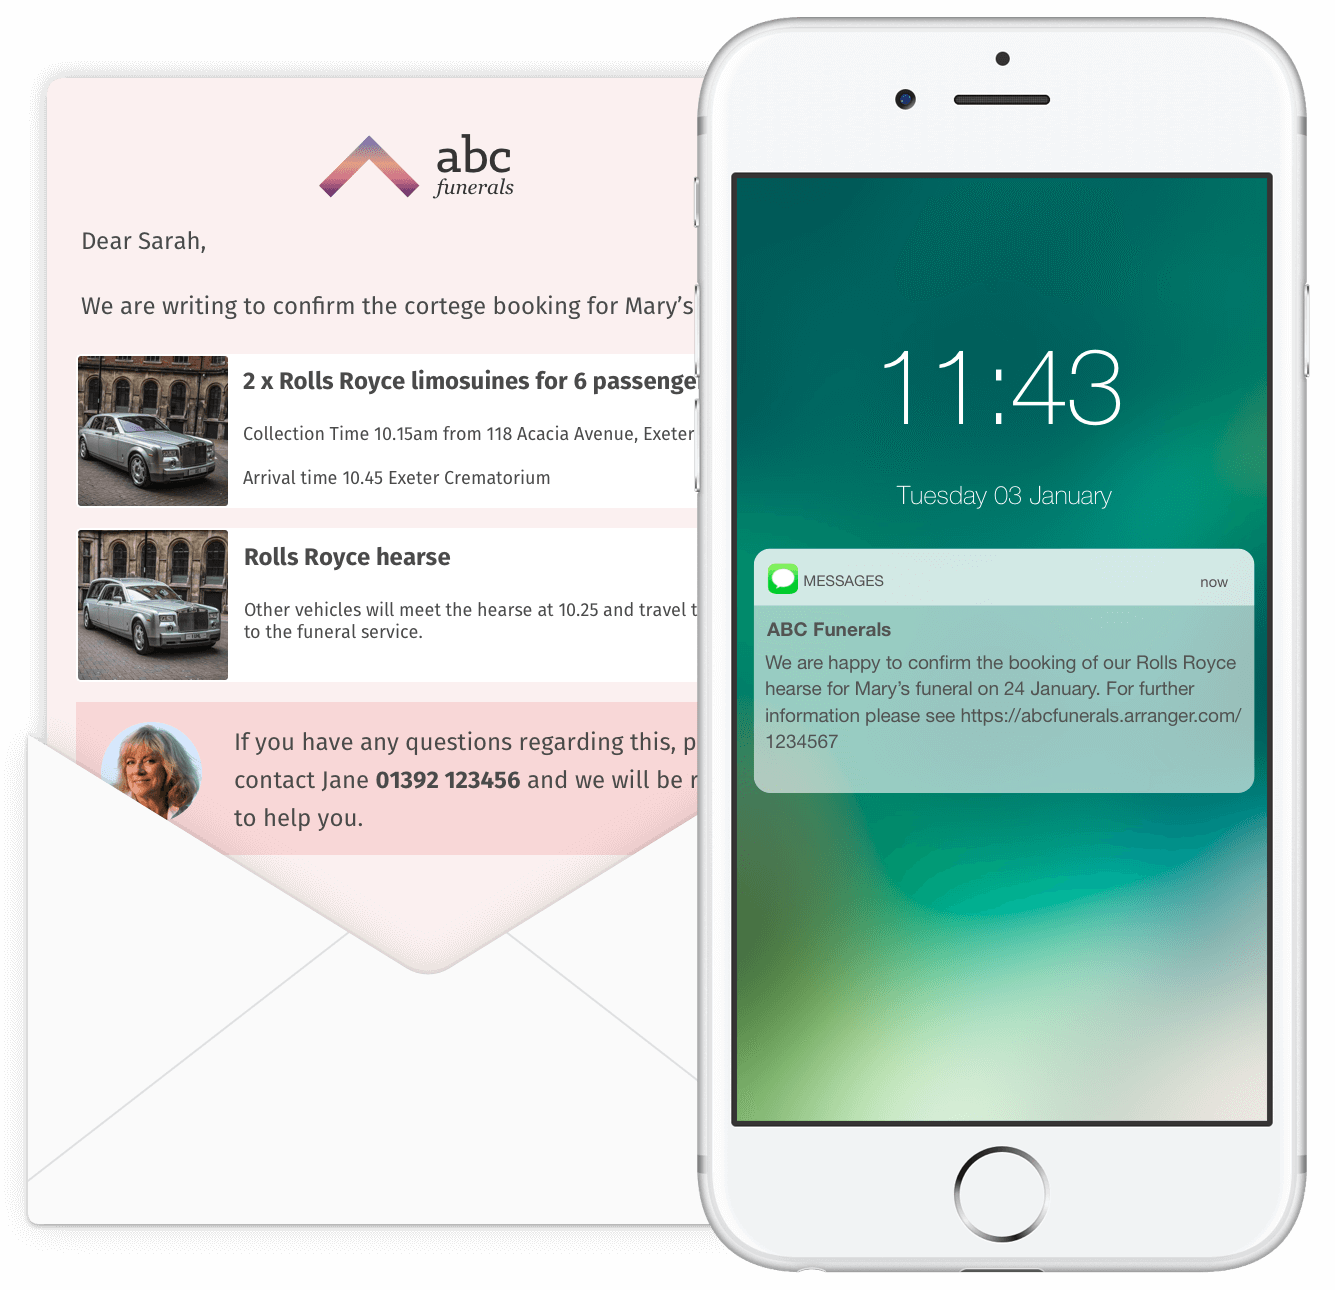 abc
funerals
Dear Sarah,
We are writing to confirm the cortege booking for Mary’s
2 x Rolls Royce limosuines for 6
Collection Time 10.15am from 118 Acacia Avenue, Exeter
Arrival time 10.45 Exeter Crematorium
Rolls Royce hearse
Other vehicles will meet the hearse at 10.25 and travel
to the funeral service.
If you have any questions regarding this,
contact Jane 01392 123456 and we will be
to help you.
11:43
Tuesday 03 January
MESSAGES
now
ABC Funerals
We are happy to confirm the booking of our Rolls Royce
hearse for Mary’s funeral on 24 January. For further
information please see https://abcfunerals.arranger.com/
1234567